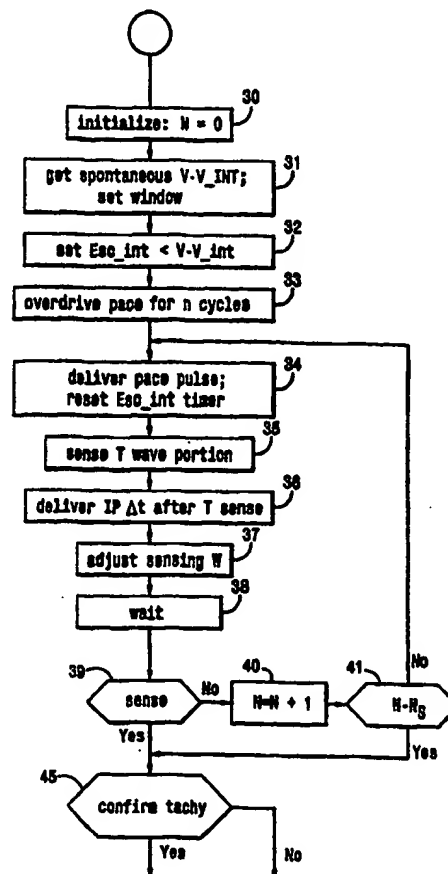 30
initialize: N = 0
31
get spontaneous V-V_INT;
set window
32
set Esc_int < V-V_int
33
overdrive pace for n cycles
34
deliver pace pulse;
reset Esc_int timer
35
sense T wave portion
36
deliver IP Δt after T sense
37
adjust sensing W
38
wait
39
sense
No
40
N=N + 1
41
N-N_S
No
Yes
Yes
45
confirm tachy
Yes
No